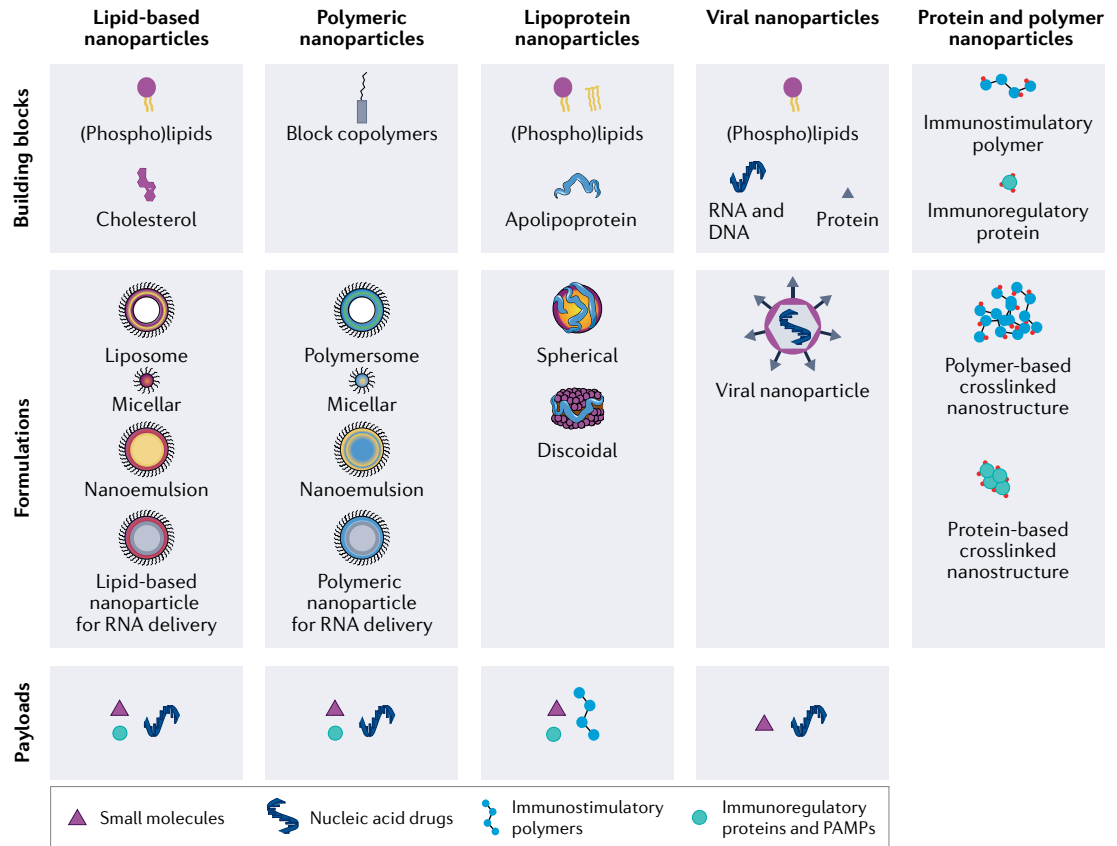 Lipid-based
nanoparticles
Polymeric
nanoparticles
Lipoprotein
nanoparticles
Viral nanoparticles
Protein and polymer
nanoparticles
Building blocks
(Phospho)lipids
Cholesterol
Block copolymers
(Phospho)lipids
Apolipoprotein
(Phospho)lipids
RNA and
DNA
Protein
Immunostimulatory
polymer
Immunoregulatory
protein
Formulations
Liposome
Micellar
Nanoemulsion
Lipid-based
nanoparticle
for RNA delivery
Polymersome
Micellar
Nanoemulsion
Polymeric
nanoparticle
for RNA delivery
Spherical
Discoidal
Viral nanoparticle
Polymer-based
crosslinked
nanostructure
Protein-based
crosslinked
nanostructure
Payloads
Small molecules
Nucleic acid drugs
Immunostimulatory
polymers
Immunoregulatory
proteins and PAMPs